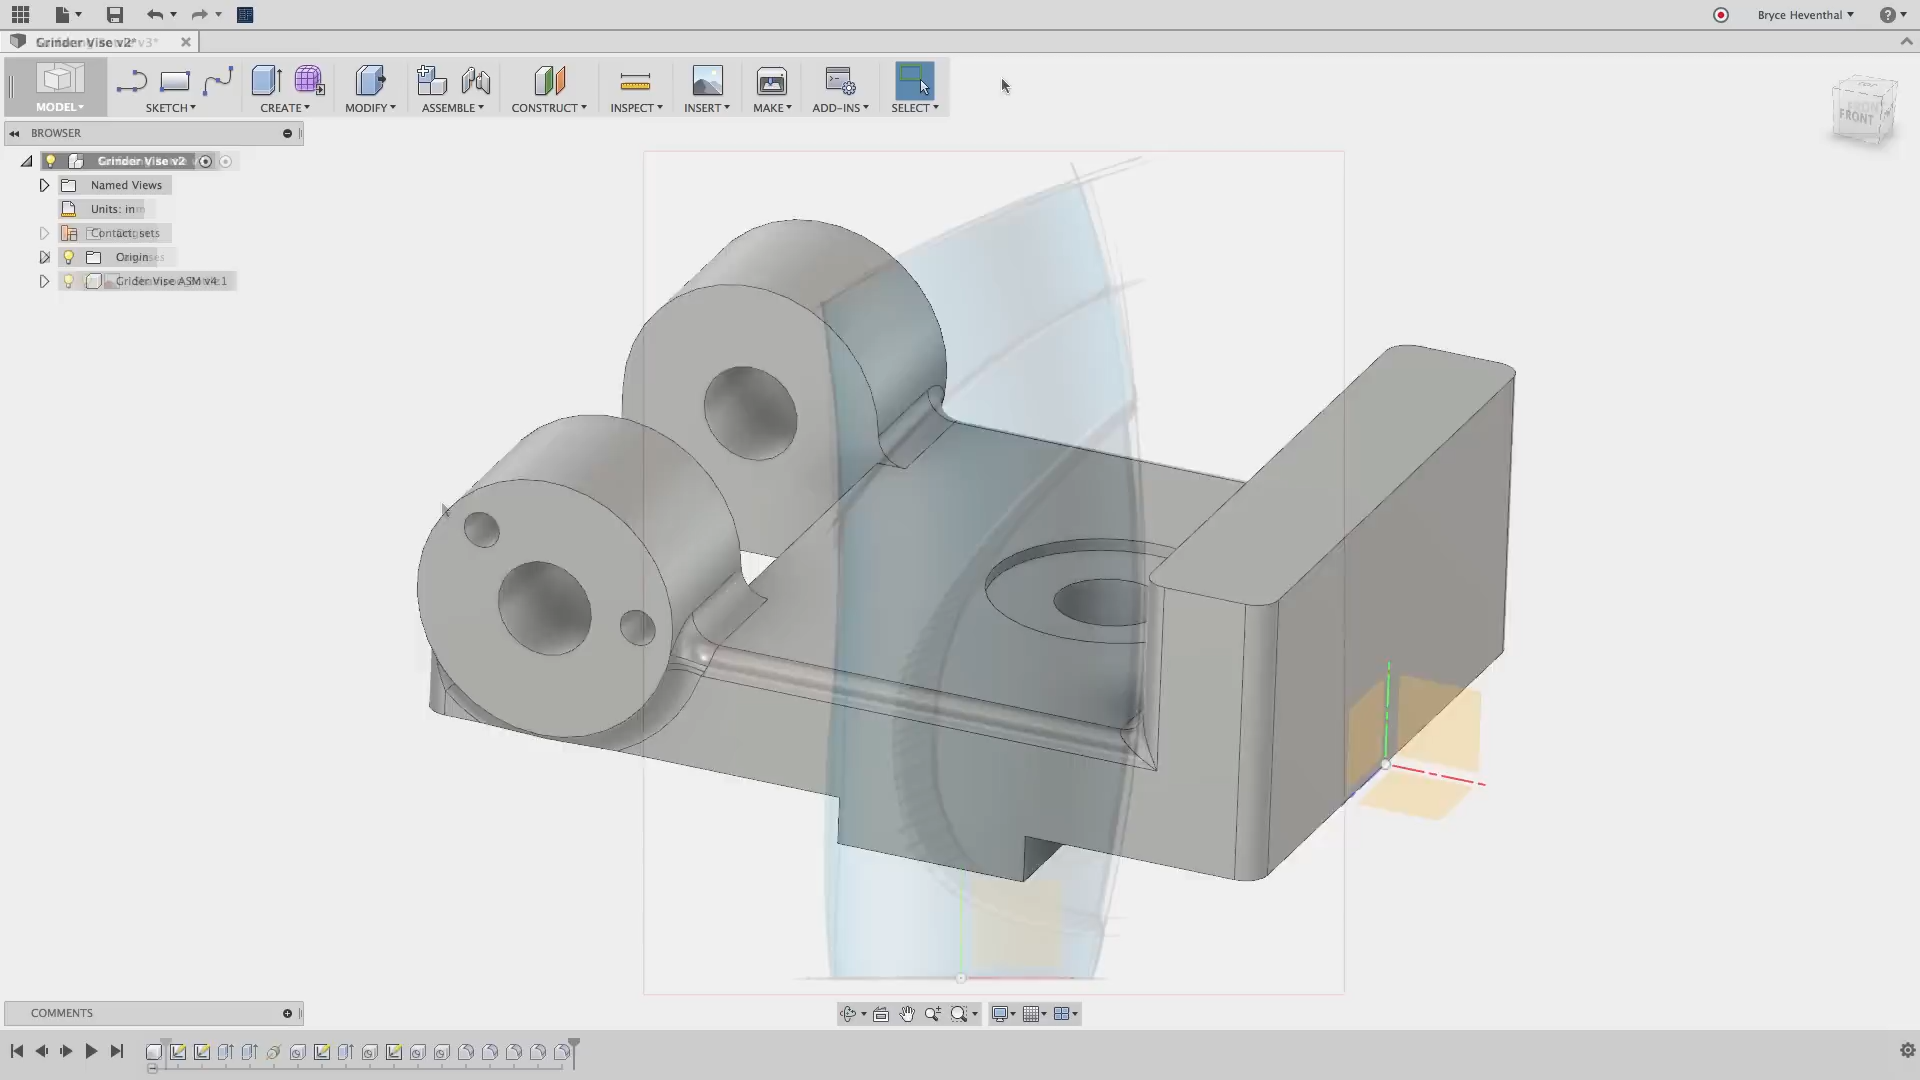 Bryce Heventhal
Grinder Vise v2*
MODEL
SKETCH
CREATE
MODIFY
ASSEMBLE
CONSTRUCT
INSPECT
INSERT
MAKE
ADD-INS
SELECT
FRONT
BROWSER
Grinder Vise v2
Named Views
Units: in
Contact sets
Origin
Grider Vise ASM v4:1
COMMENTS